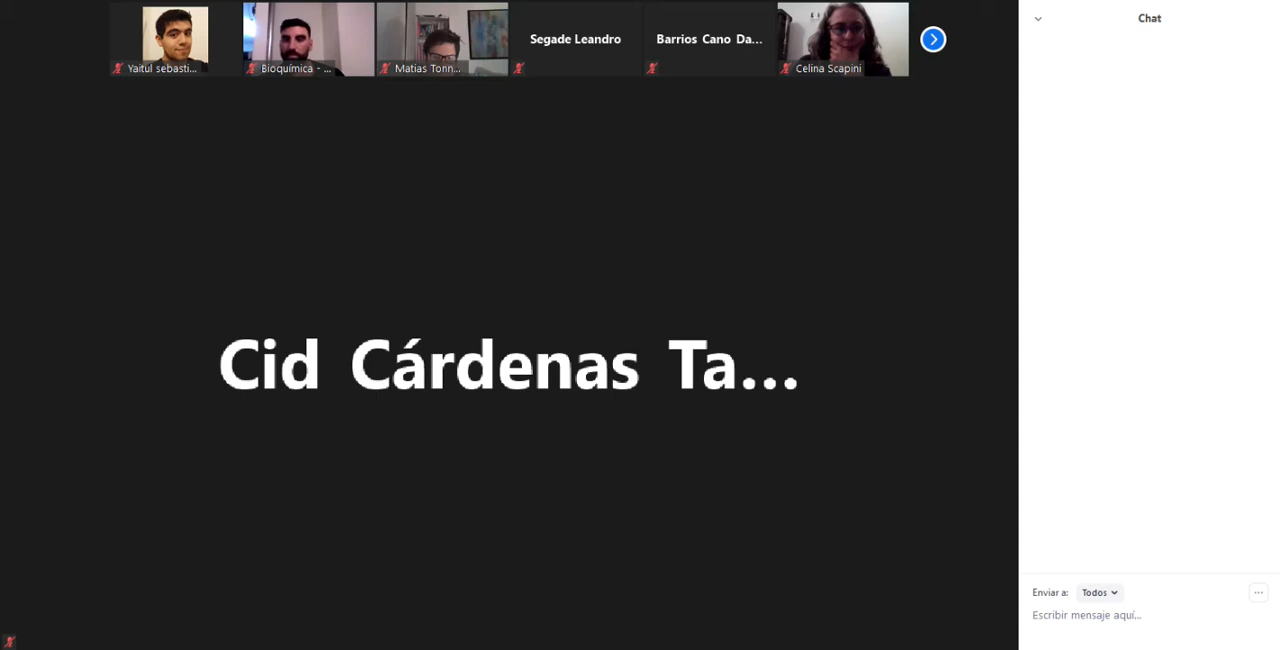 Segade Leandro
Barrios Cano Da...
Yaitul sebasti...
Bioquímica - ...
Matias Tonn...
Celina Scapini
Cid Cárdenas Ta...
Chat
Enviar a: Todos
Escribir mensaje aquí...